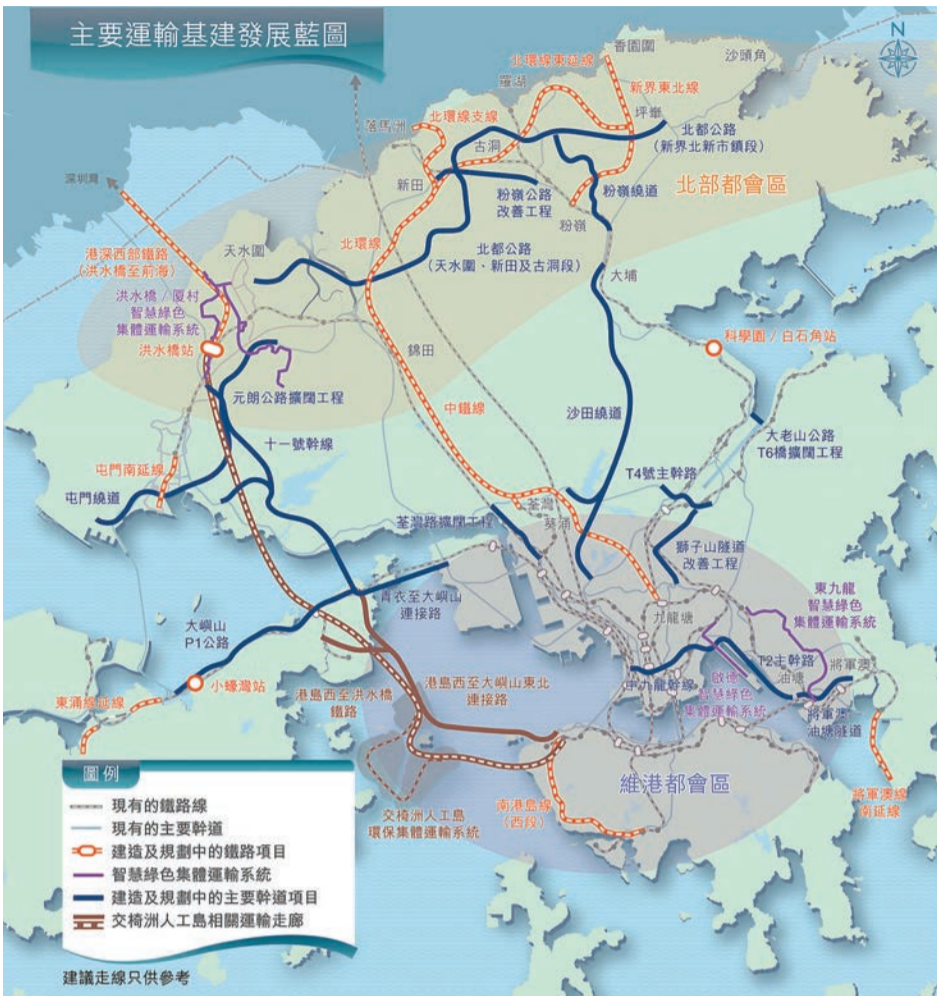 主要運輸基建發展藍圖
N
香園圍
沙頭角
北環線東延線
羅湖
新界東北線
北環線支線
坪輋
落馬洲
古洞
北都公路
（新界北新市鎮段）
深圳灣
新田
粉嶺公路
改善工程
粉嶺繞道
北部都會區
粉嶺
港深西部鐵路
（洪水橋至前海）
天水圍
北環線
北都公路
（天水圍、新田及古洞段）
大埔
洪水橋 / 厦村
智慧綠色
集體運輸系統
洪水橋站
錦田
科學園 / 白石角站
元朗公路擴闊工程
中鐵線
沙田繞道
十一號幹線
大老山公路
T6橋擴闊工程
屯門南延線
T4號主幹路
屯門繞道
荃灣
荃灣路擴闊工程
葵涌
獅子山隧道
改善工程
青衣至大嶼山
連接路
東九龍
智慧綠色
集體運輸系統
九龍塘
大嶼山
P1公路
T2主幹路
將軍澳
油塘
小蠔灣站
港島西至洪水橋
鐵路
港島西至大嶼山東北
連接路
中九龍幹線
啟德
智慧綠色
集體運輸系統
東涌線延線
將軍澳—
油塘隧道
維港都會區
將軍澳線
南延線
交椅洲人工島
環保集體運輸系統
南港島線
（西段）
圖例
現有的鐵路線
現有的主要幹道
建造及規劃中的鐵路項目
智慧綠色集體運輸系統
建造及規劃中的主要幹道項目
交椅洲人工島相關運輸走廊
建議走線只供參考